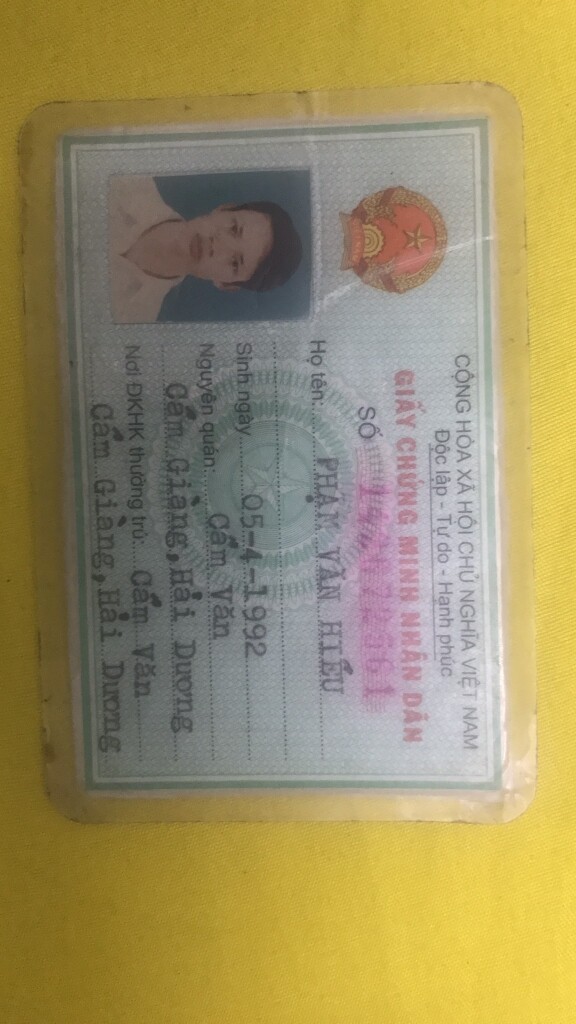 CỘNG HÒA XÃ HỘI CHỦ NGHĨA VIỆT NAM
Độc lập - Tự do - Hạnh phúc
GIẤY CHỨNG MINH NHÂN DÂN
SỐ
Họ tên: PHẠM VĂN HIẾU
Sinh ngày 05-4-1992
Nguyên quán: Cẩm Văn
Cẩm Giàng, Hải Dương
Nơi ĐKHK thường trú: Cẩm Văn
Cẩm Giàng, Hải Dương